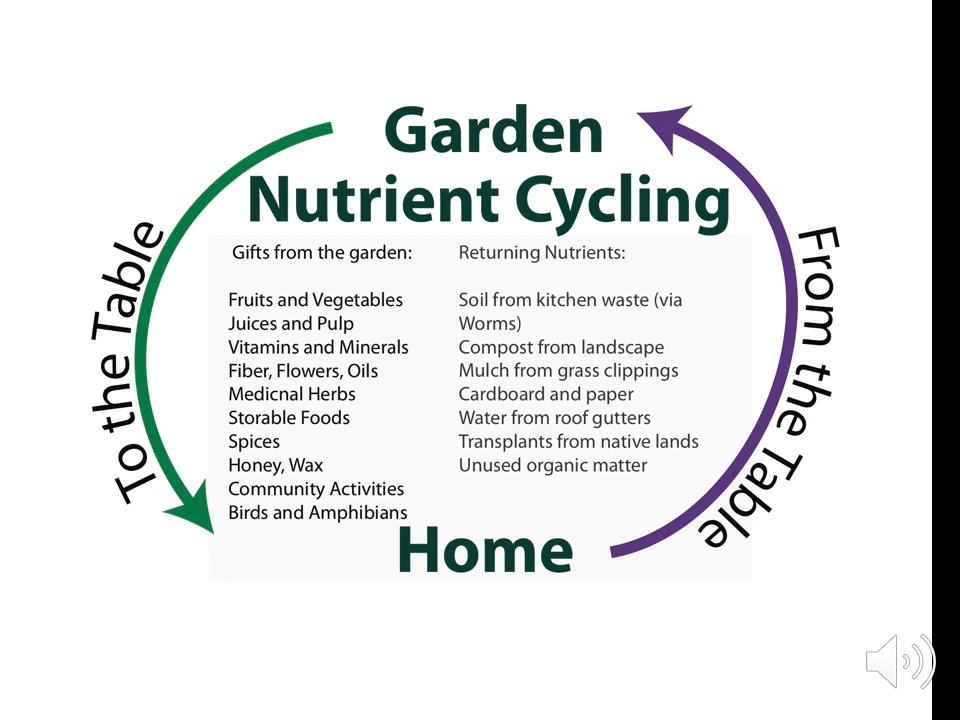 Garden
Nutrient Cycling
To the Table
Gifts from the garden:
Fruits and Vegetables
Juices and Pulp
Vitamins and Minerals
Fiber, Flowers, Oils
Medicnal Herbs
Storable Foods
Spices
Honey, Wax
Community Activities
Birds and Amphibians
Returning Nutrients:
Soil from kitchen waste (via
Worms)
Compost from landscape
Mulch from grass clippings
Cardboard and paper
Water from roof gutters
Transplants from native lands
Unused organic matter
From the Table
Home